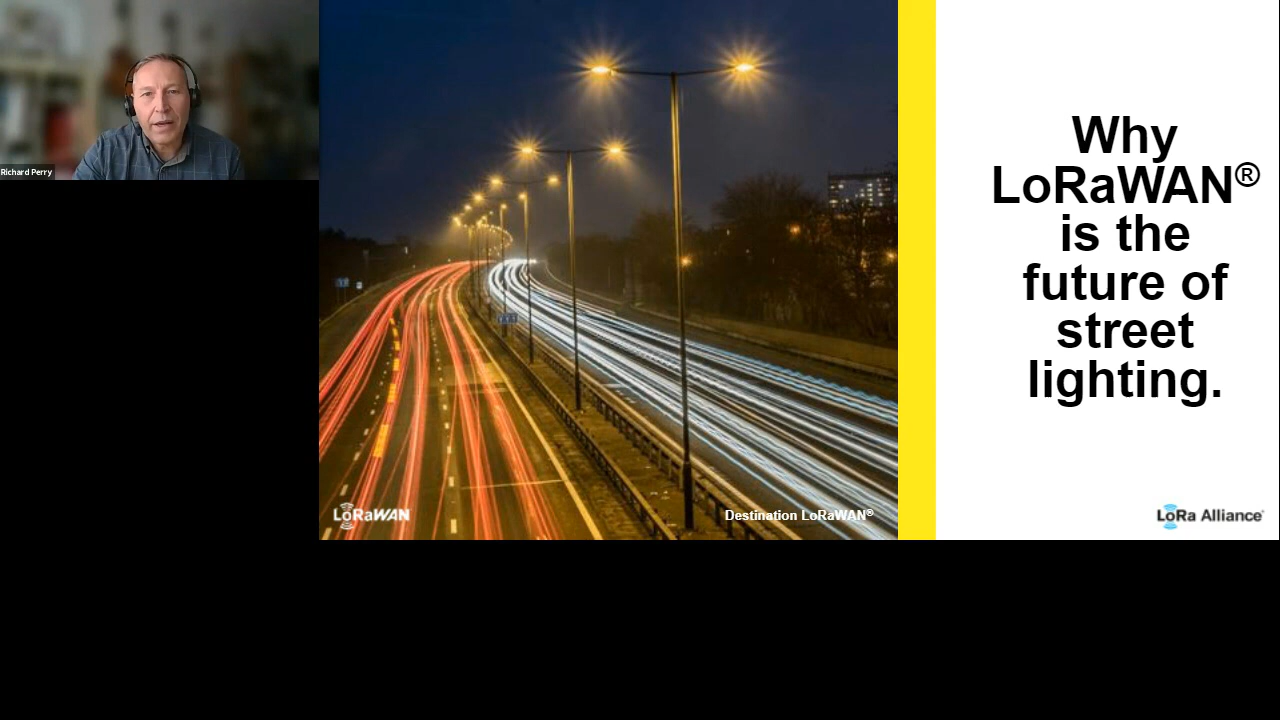 Richard Perry
Why
LoRaWAN®
is the
future of
street
lighting.
LoRaWAN
Destination LoRaWAN®
LoRa Alliance®